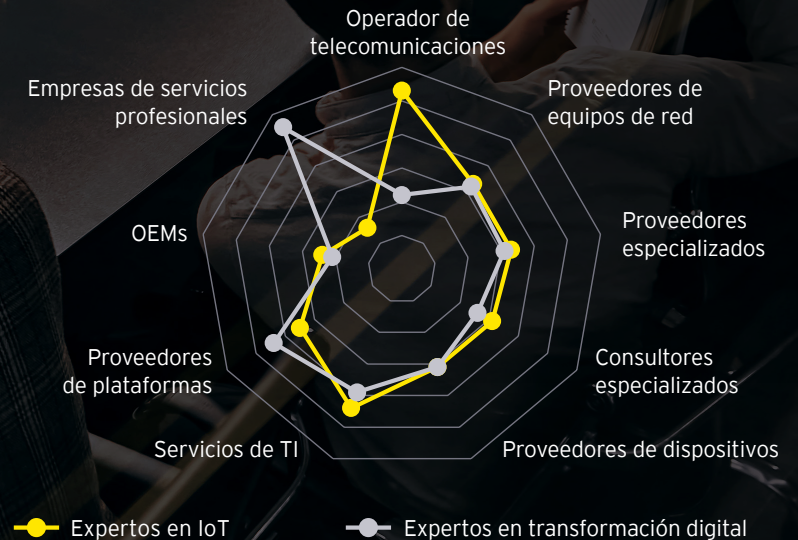 Operador de
telecomunicaciones
Empresas de servicios
profesionales
Proveedores de
equipos de red
OEMs
Proveedores
especializados
Proveedores
de plataformas
Consultores
especializados
Servicios de TI
Proveedores de dispositivos
Expertos en IoT
Expertos en transformación digital